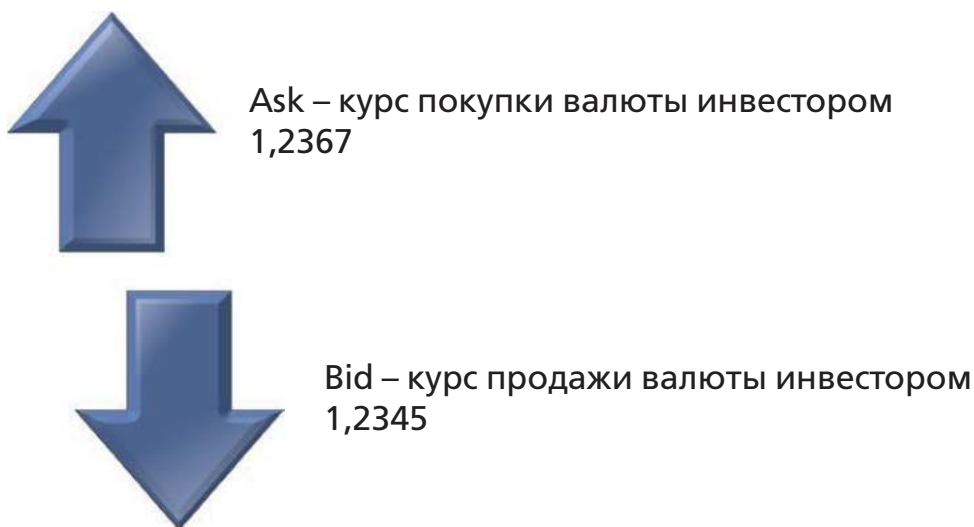 Ask – курс покупки валюты инвестором
1,2367
Bid – курс продажи валюты инвестором
1,2345